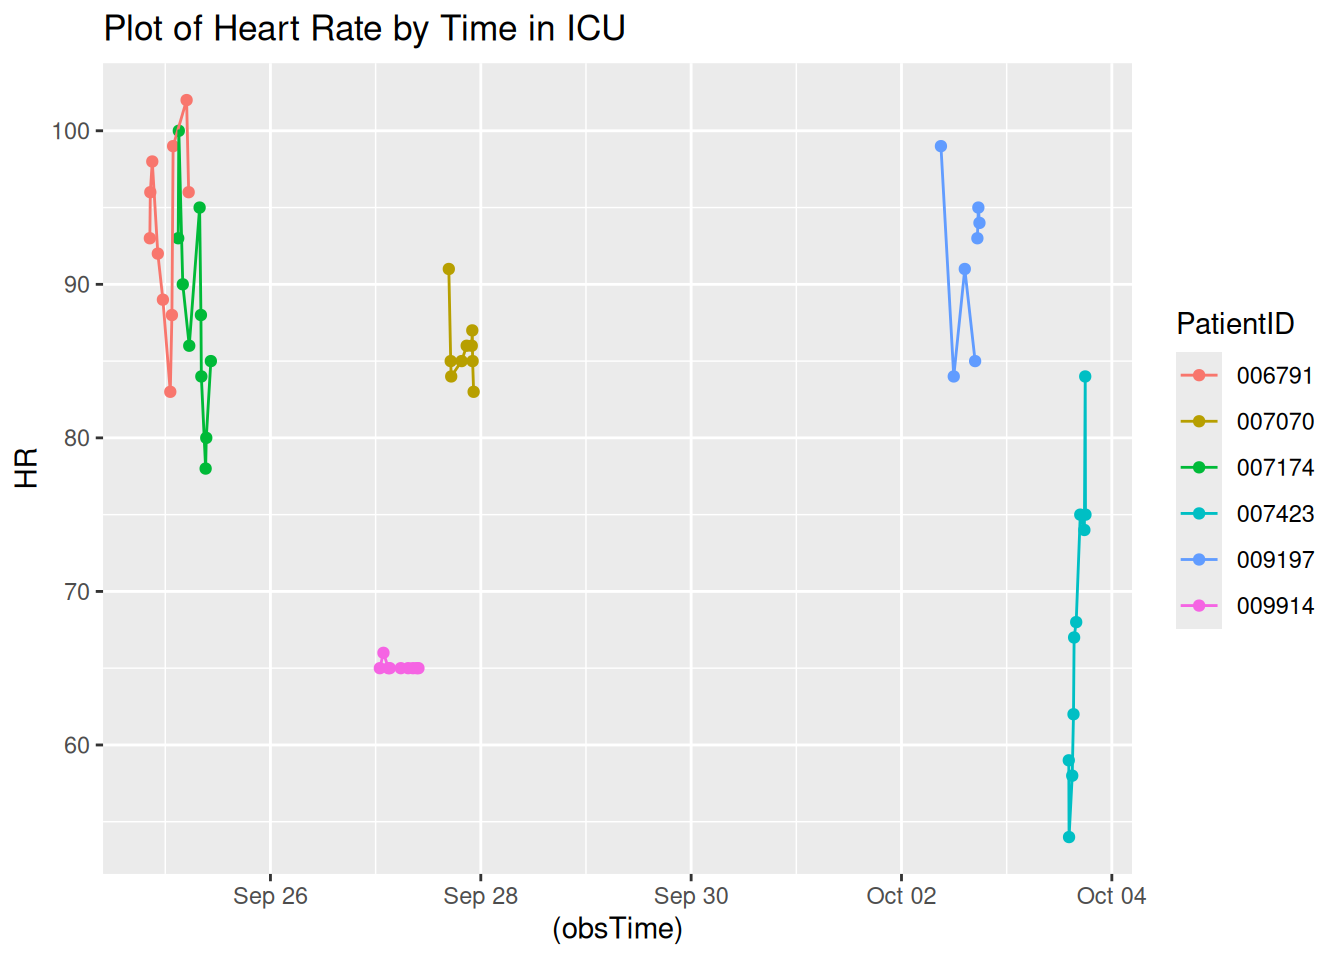 Plot of Heart Rate by Time in ICU
100
90
80
70
60
HR
Sep 26
Sep 28
Sep 30
Oct 02
Oct 04
(obsTime)
PatientID
006791
007070
007174
007423
009197
009914